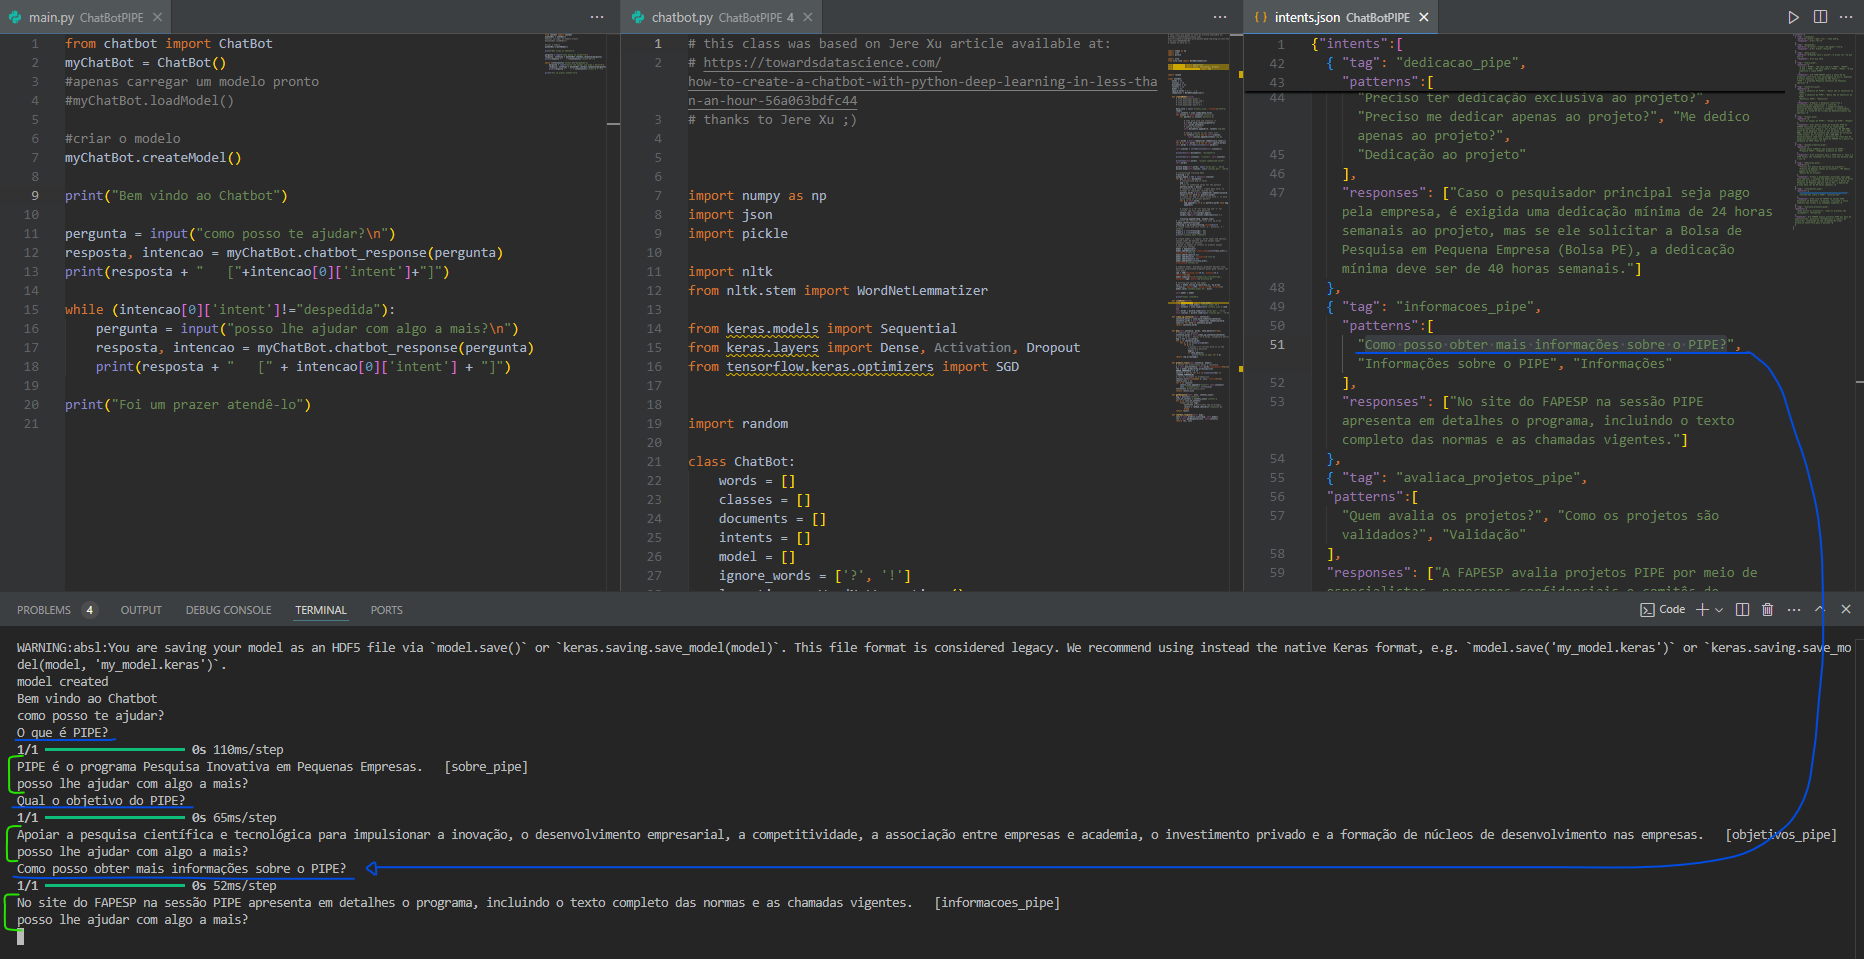 main.py ChatBotPIPE
1 from chatbot import ChatBot
2 myChatBot = ChatBot()
3 #apenas carregar um modelo pronto
4 #myChatBot.loadModel()
5
6 #criar o modelo
7 myChatBot.createModel()
8
9 print("Bem vindo ao Chatbot")
10
11 pergunta = input("como posso te ajudar?\n")
12 resposta, intencao = myChatBot.chatbot_response(pergunta)
13 print(resposta + "   ["+intencao[0]['intent']+"]")
14
15 while (intencao[0]['intent']!="despedida"):
16     pergunta = input("posso lhe ajudar com algo a mais?\n")
17     resposta, intencao = myChatBot.chatbot_response(pergunta)
18     print(resposta + "   [" + intencao[0]['intent'] + "]")
19
20 print("Foi um prazer atendê-lo")
21
chatbot.py ChatBotPIPE 4
1 # this class was based on Jere Xu article available at:
2 # https://towardsdatascience.com/
how-to-create-a-chatbot-with-python-deep-learning-in-less-tha
n-an-hour-56a063bdfc44
3 # thanks to Jere Xu ;)
4
5
6
7 import numpy as np
8 import json
9 import pickle
10
11 import nltk
12 from nltk.stem import WordNetLemmatizer
13
14 from keras.models import Sequential
15 from keras.layers import Dense, Activation, Dropout
16 from tensorflow.keras.optimizers import SGD
17
18
19 import random
20
21 class ChatBot:
22     words = []
23     classes = []
24     documents = []
25     intents = []
26     model = []
27     ignore_words = ['?', '!']
intents.json ChatBotPIPE
1 {"intents":[
42 { "tag": "dedicacao_pipe",
43 "patterns":[
44 "Preciso ter dedicação exclusiva ao projeto?",
"Preciso me dedicar apenas ao projeto?", "Me dedico
apenas ao projeto?",
45 "Dedicação ao projeto"
46 ],
47 "responses": ["Caso o pesquisador principal seja pago
pela empresa, é exigida uma dedicação mínima de 24 horas
semanais ao projeto, mas se ele solicitar a Bolsa de
Pesquisa em Pequena Empresa (Bolsa PE), a dedicação
mínima deve ser de 40 horas semanais."]
48 },
49 { "tag": "informacoes_pipe",
50 "patterns":[
51 "Como posso obter mais informações sobre o PIPE?",
"Informações sobre o PIPE", "Informações"
52 ],
53 "responses": ["No site do FAPESP na sessão PIPE
apresenta em detalhes o programa, incluindo o texto
completo das normas e as chamadas vigentes."]
54 },
55 { "tag": "avaliaca_projetos_pipe",
56 "patterns":[
57 "Quem avalia os projetos?", "Como os projetos são
validados?", "Validação"
58 ],
59 "responses": ["A FAPESP avalia projetos PIPE por meio de
PROBLEMS 4 OUTPUT DEBUG CONSOLE TERMINAL PORTS
Code
WARNING:absl:You are saving your model as an HDF5 file via `model.save()` or `keras.saving.save_model(model)`. This file format is considered legacy. We recommend using instead the native Keras format, e.g. `model.save('my_model.keras')` or `keras.saving.save_mo
del(model, 'my_model.keras')`.
model created
Bem vindo ao Chatbot
como posso te ajudar?
O que é PIPE?
1/1 0s 110ms/step
PIPE é o programa Pesquisa Inovativa em Pequenas Empresas.   [sobre_pipe]
posso lhe ajudar com algo a mais?
Qual o objetivo do PIPE?
1/1 0s 65ms/step
Apoiar a pesquisa científica e tecnológica para impulsionar a inovação, o desenvolvimento empresarial, a competitividade, a associação entre empresas e academia, o investimento privado e a formação de núcleos de desenvolvimento nas empresas.   [objetivos_pipe]
posso lhe ajudar com algo a mais?
Como posso obter mais informações sobre o PIPE?
1/1 0s 52ms/step
No site do FAPESP na sessão PIPE apresenta em detalhes o programa, incluindo o texto completo das normas e as chamadas vigentes.   [informacoes_pipe]
posso lhe ajudar com algo a mais?